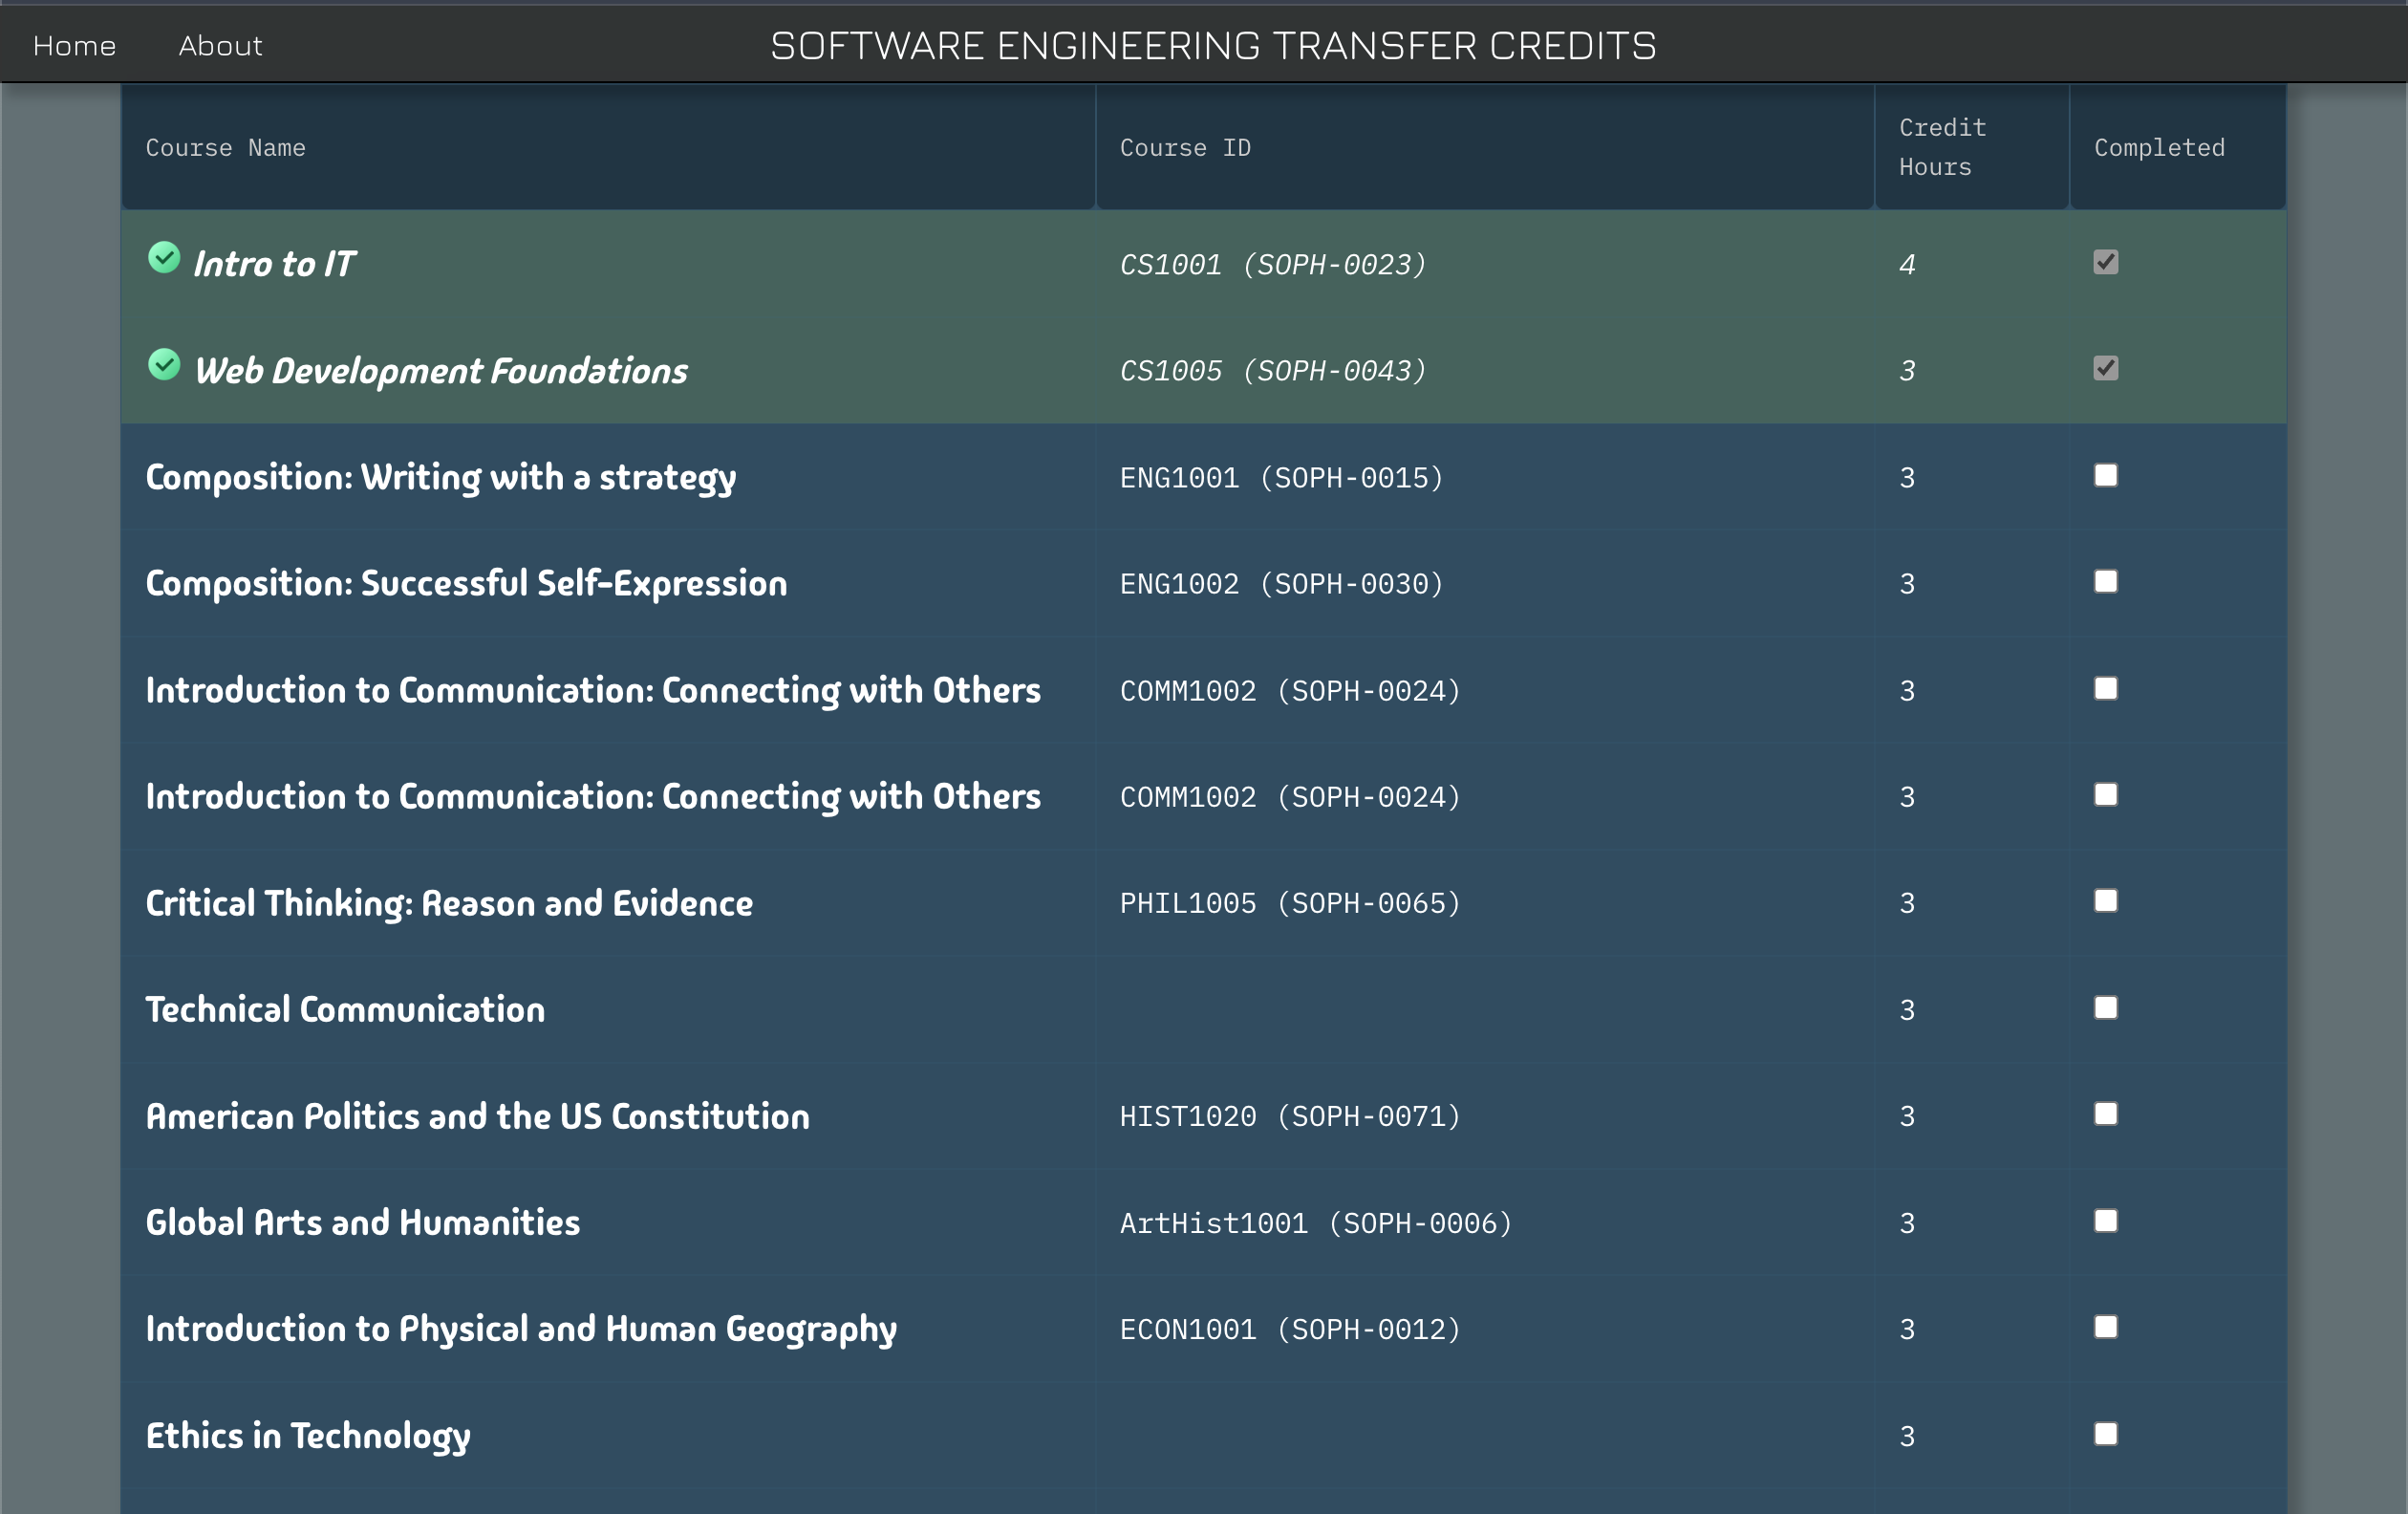 Home About SOFTWARE ENGINEERING TRANSFER CREDITS
Course Name Course ID Credit Hours Completed
Intro to IT CS1001 (SOPH-0023) 4
Web Development Foundations CS1005 (SOPH-0043) 3
Composition: Writing with a strategy ENG1001 (SOPH-0015) 3
Composition: Successful Self-Expression ENG1002 (SOPH-0030) 3
Introduction to Communication: Connecting with Others COMM1002 (SOPH-0024) 3
Introduction to Communication: Connecting with Others COMM1002 (SOPH-0024) 3
Critical Thinking: Reason and Evidence PHIL1005 (SOPH-0065) 3
Technical Communication 3
American Politics and the US Constitution HIST1020 (SOPH-0071) 3
Global Arts and Humanities ArtHist1001 (SOPH-0006) 3
Introduction to Physical and Human Geography ECON1001 (SOPH-0012) 3
Ethics in Technology 3